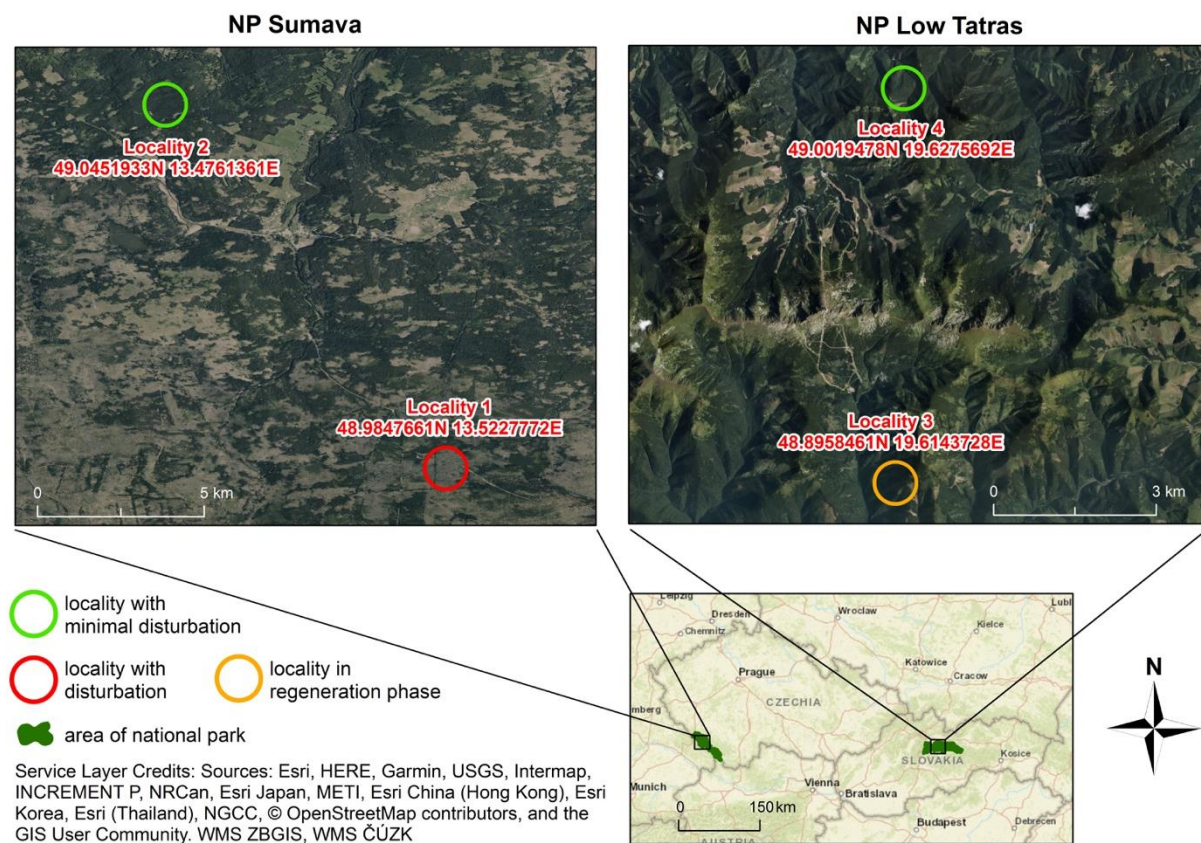 NP Sumava
NP Low Tatras
Locality 2
49.0451933N 13.4761361E
Locality 1
48.9847661N 13.5227772E
0 5 km
Locality 4
49.0019478N 19.6275692E
Locality 3
48.8958461N 19.6143728E
0 3 km
locality with
minimal disturbation
locality with
disturbation
locality in
regeneration phase
area of national park
Service Layer Credits: Sources: Esri, HERE, Garmin, USGS, Intermap,
INCREMENT P, NRCan, Esri Japan, METI, Esri China (Hong Kong), Esri
Korea, Esri (Thailand), NGCC, © OpenStreetMap contributors, and the
GIS User Community. WMS ZBGIS, WMS ČÚZK
Leipzig
Dresden
Wroclaw
Lubl
Chemnitz
Kielce
Katowice
Prague
Cracow
CZECHIA
mberg
Kosice
SLOVAKIA
Munich
Vienna
Bratislava
0 150 km
Budapest
Debrecen
AUSTRIA
N